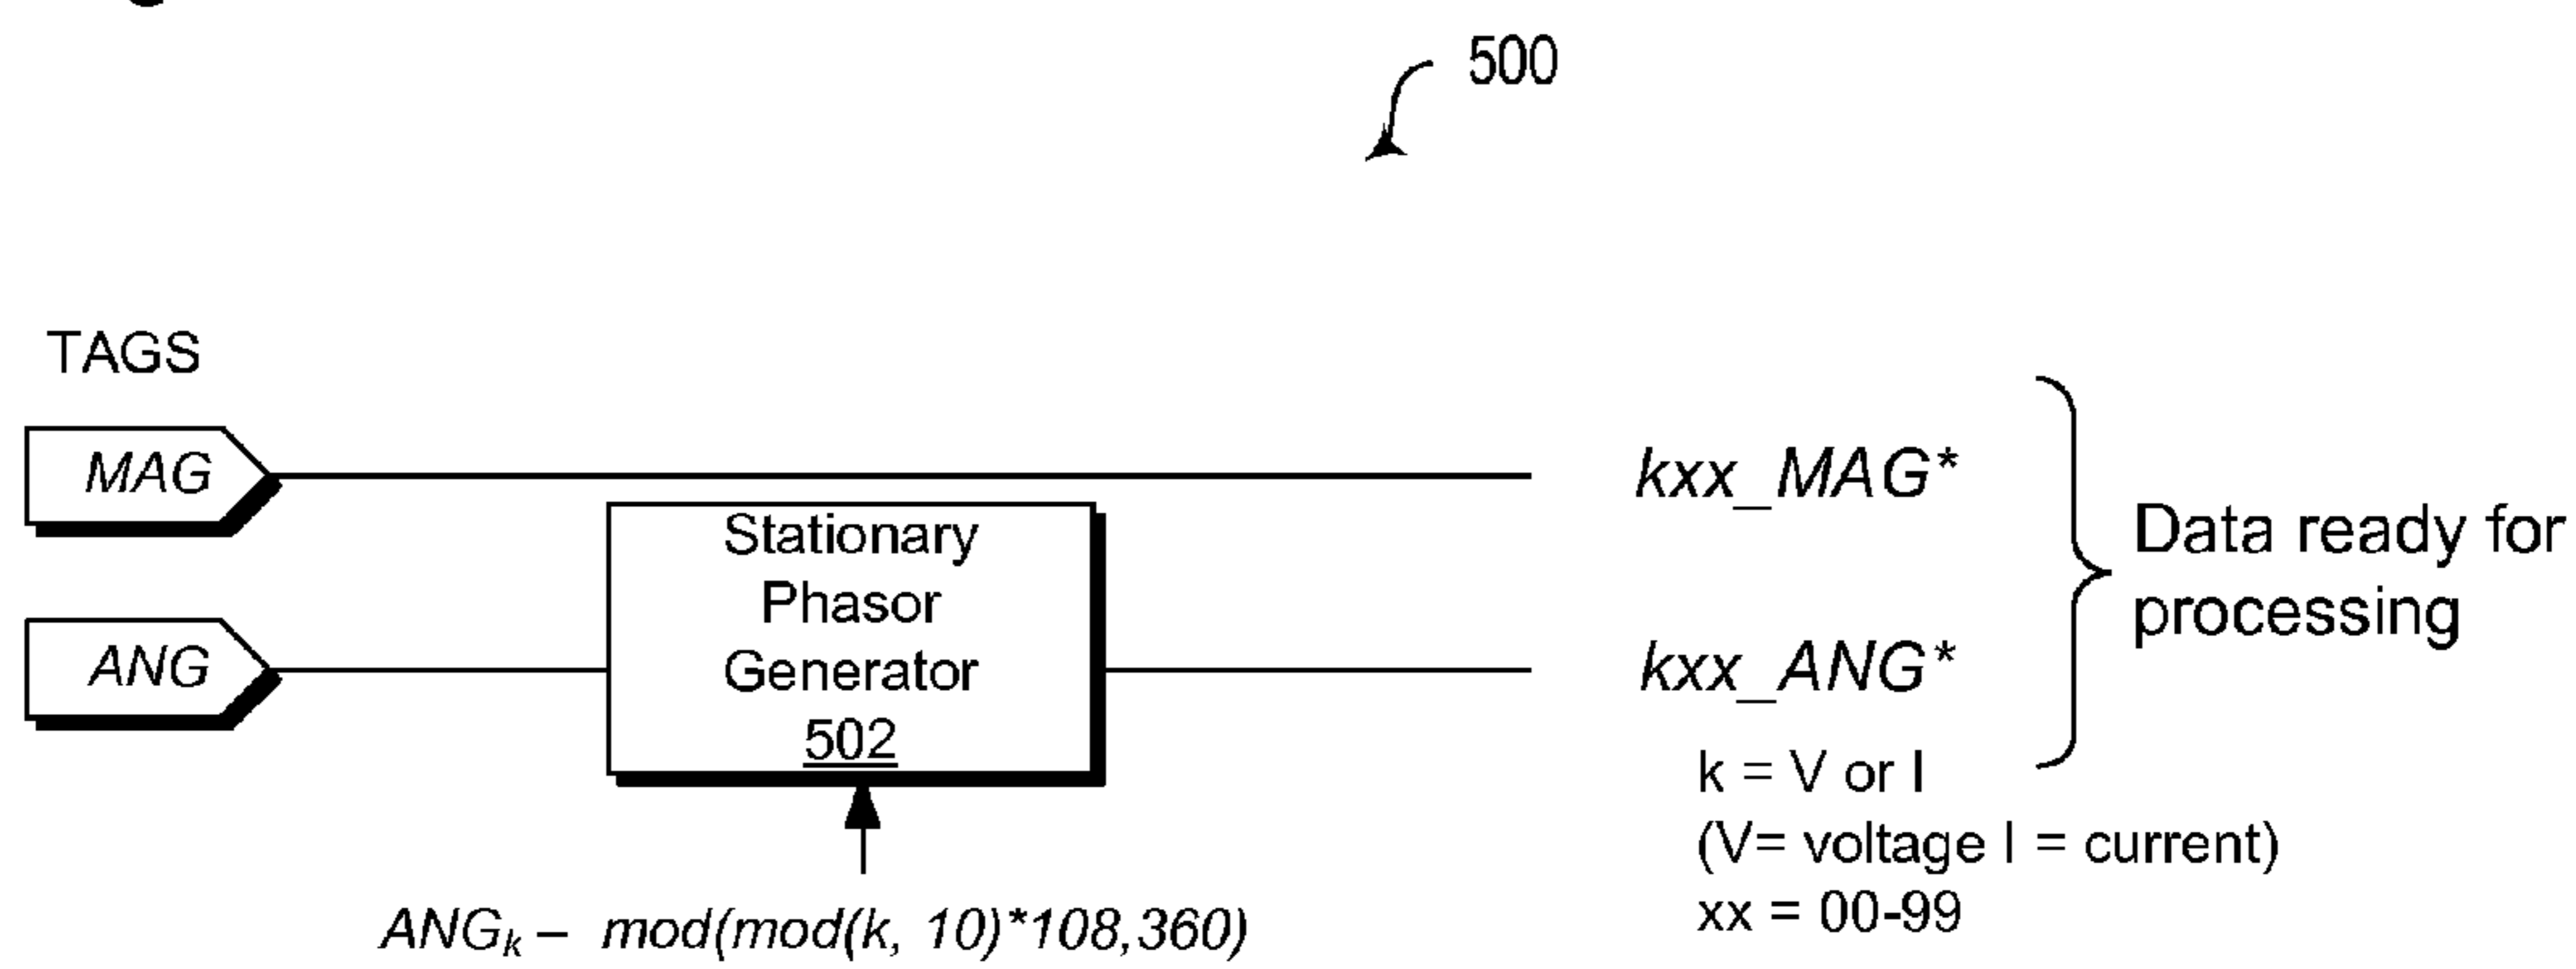 500
TAGS
MAG
kxx_MAG*
Stationary
Phasor
Generator
502
Data ready for
processing
ANG
kxx_ANG*
k = V or I
(V= voltage I = current)
xx = 00-99
ANGk – mod(mod(k, 10)*108,360)